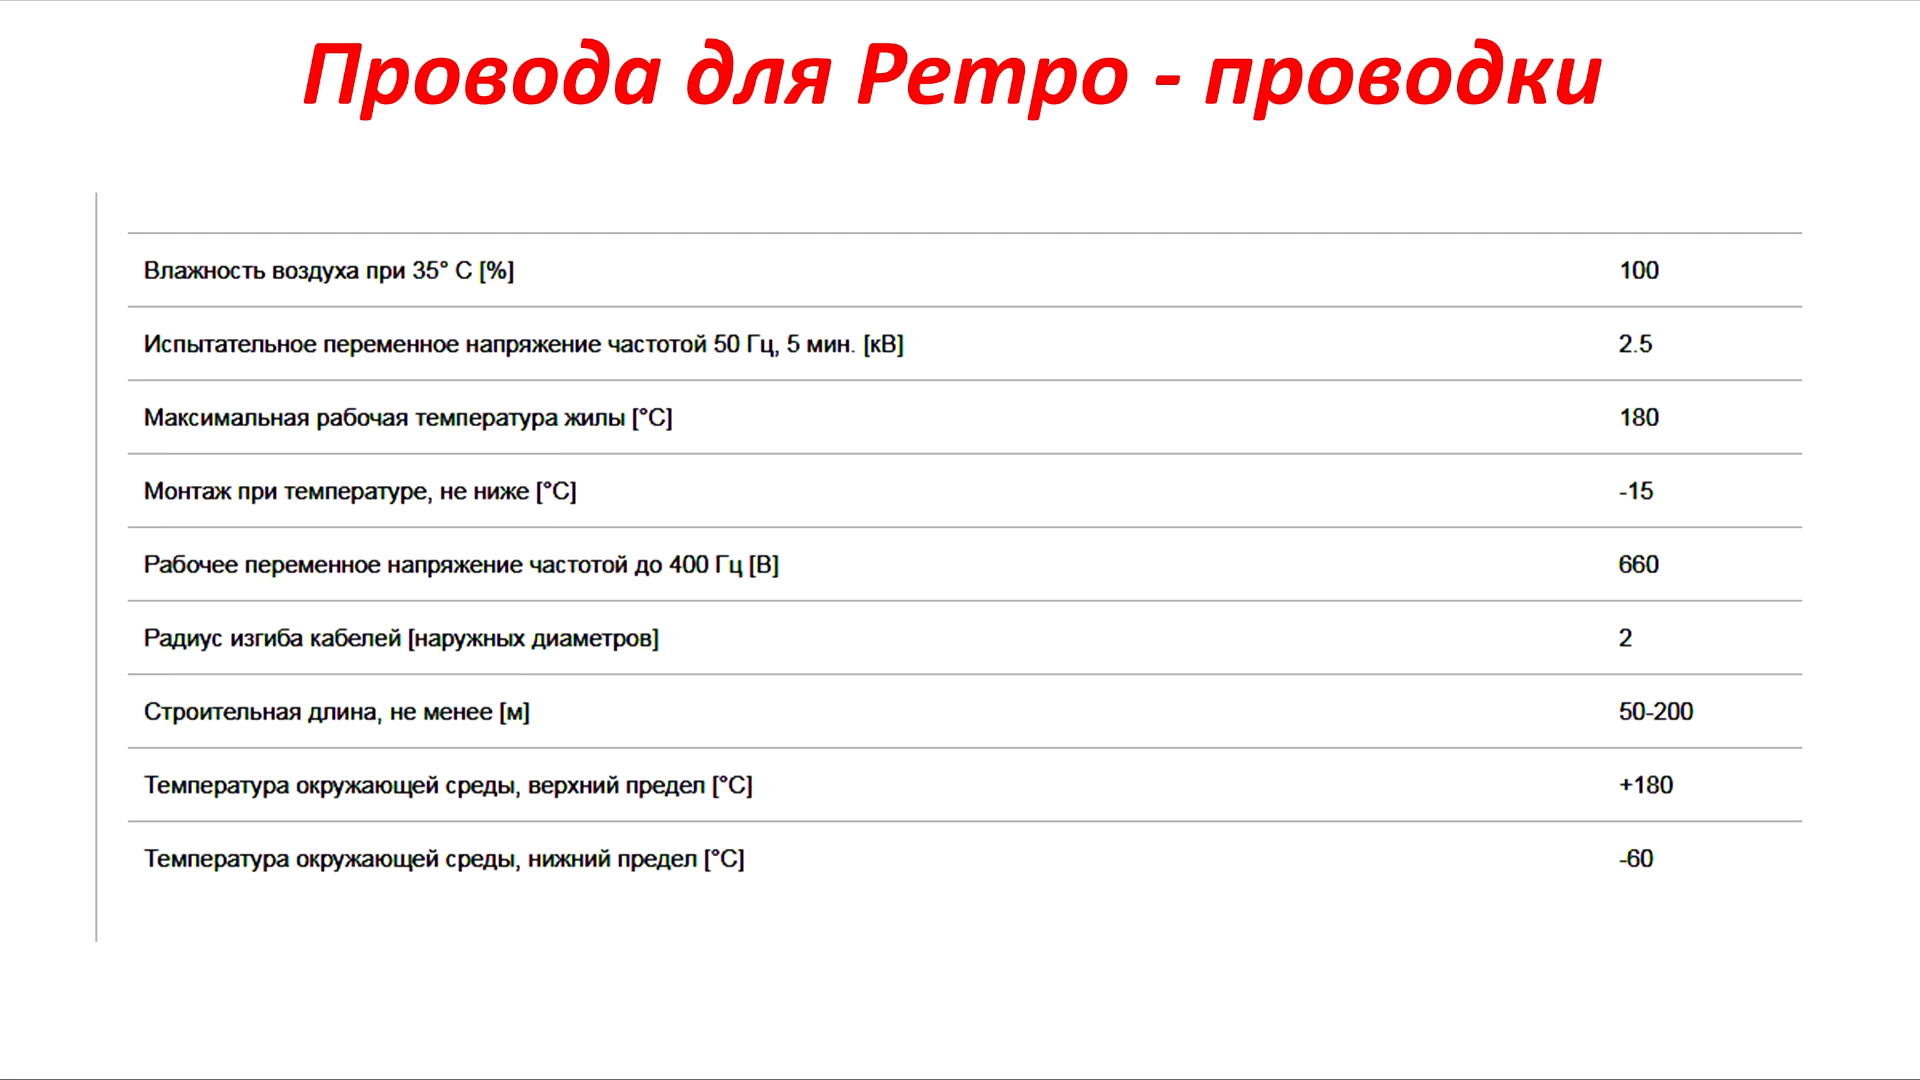 Провода для Ретро - проводки
Влажность воздуха при 35° С [%] 100
Испытательное переменное напряжение частотой 50 Гц, 5 мин. [кВ] 2.5
Максимальная рабочая температура жилы [°С] 180
Монтаж при температуре, не ниже [°С] -15
Рабочее переменное напряжение частотой до 400 Гц [В] 660
Радиус изгиба кабелей [наружных диаметров] 2
Строительная длина, не менее [м] 50-200
Температура окружающей среды, верхний предел [°С] +180
Температура окружающей среды, нижний предел [°С] -60